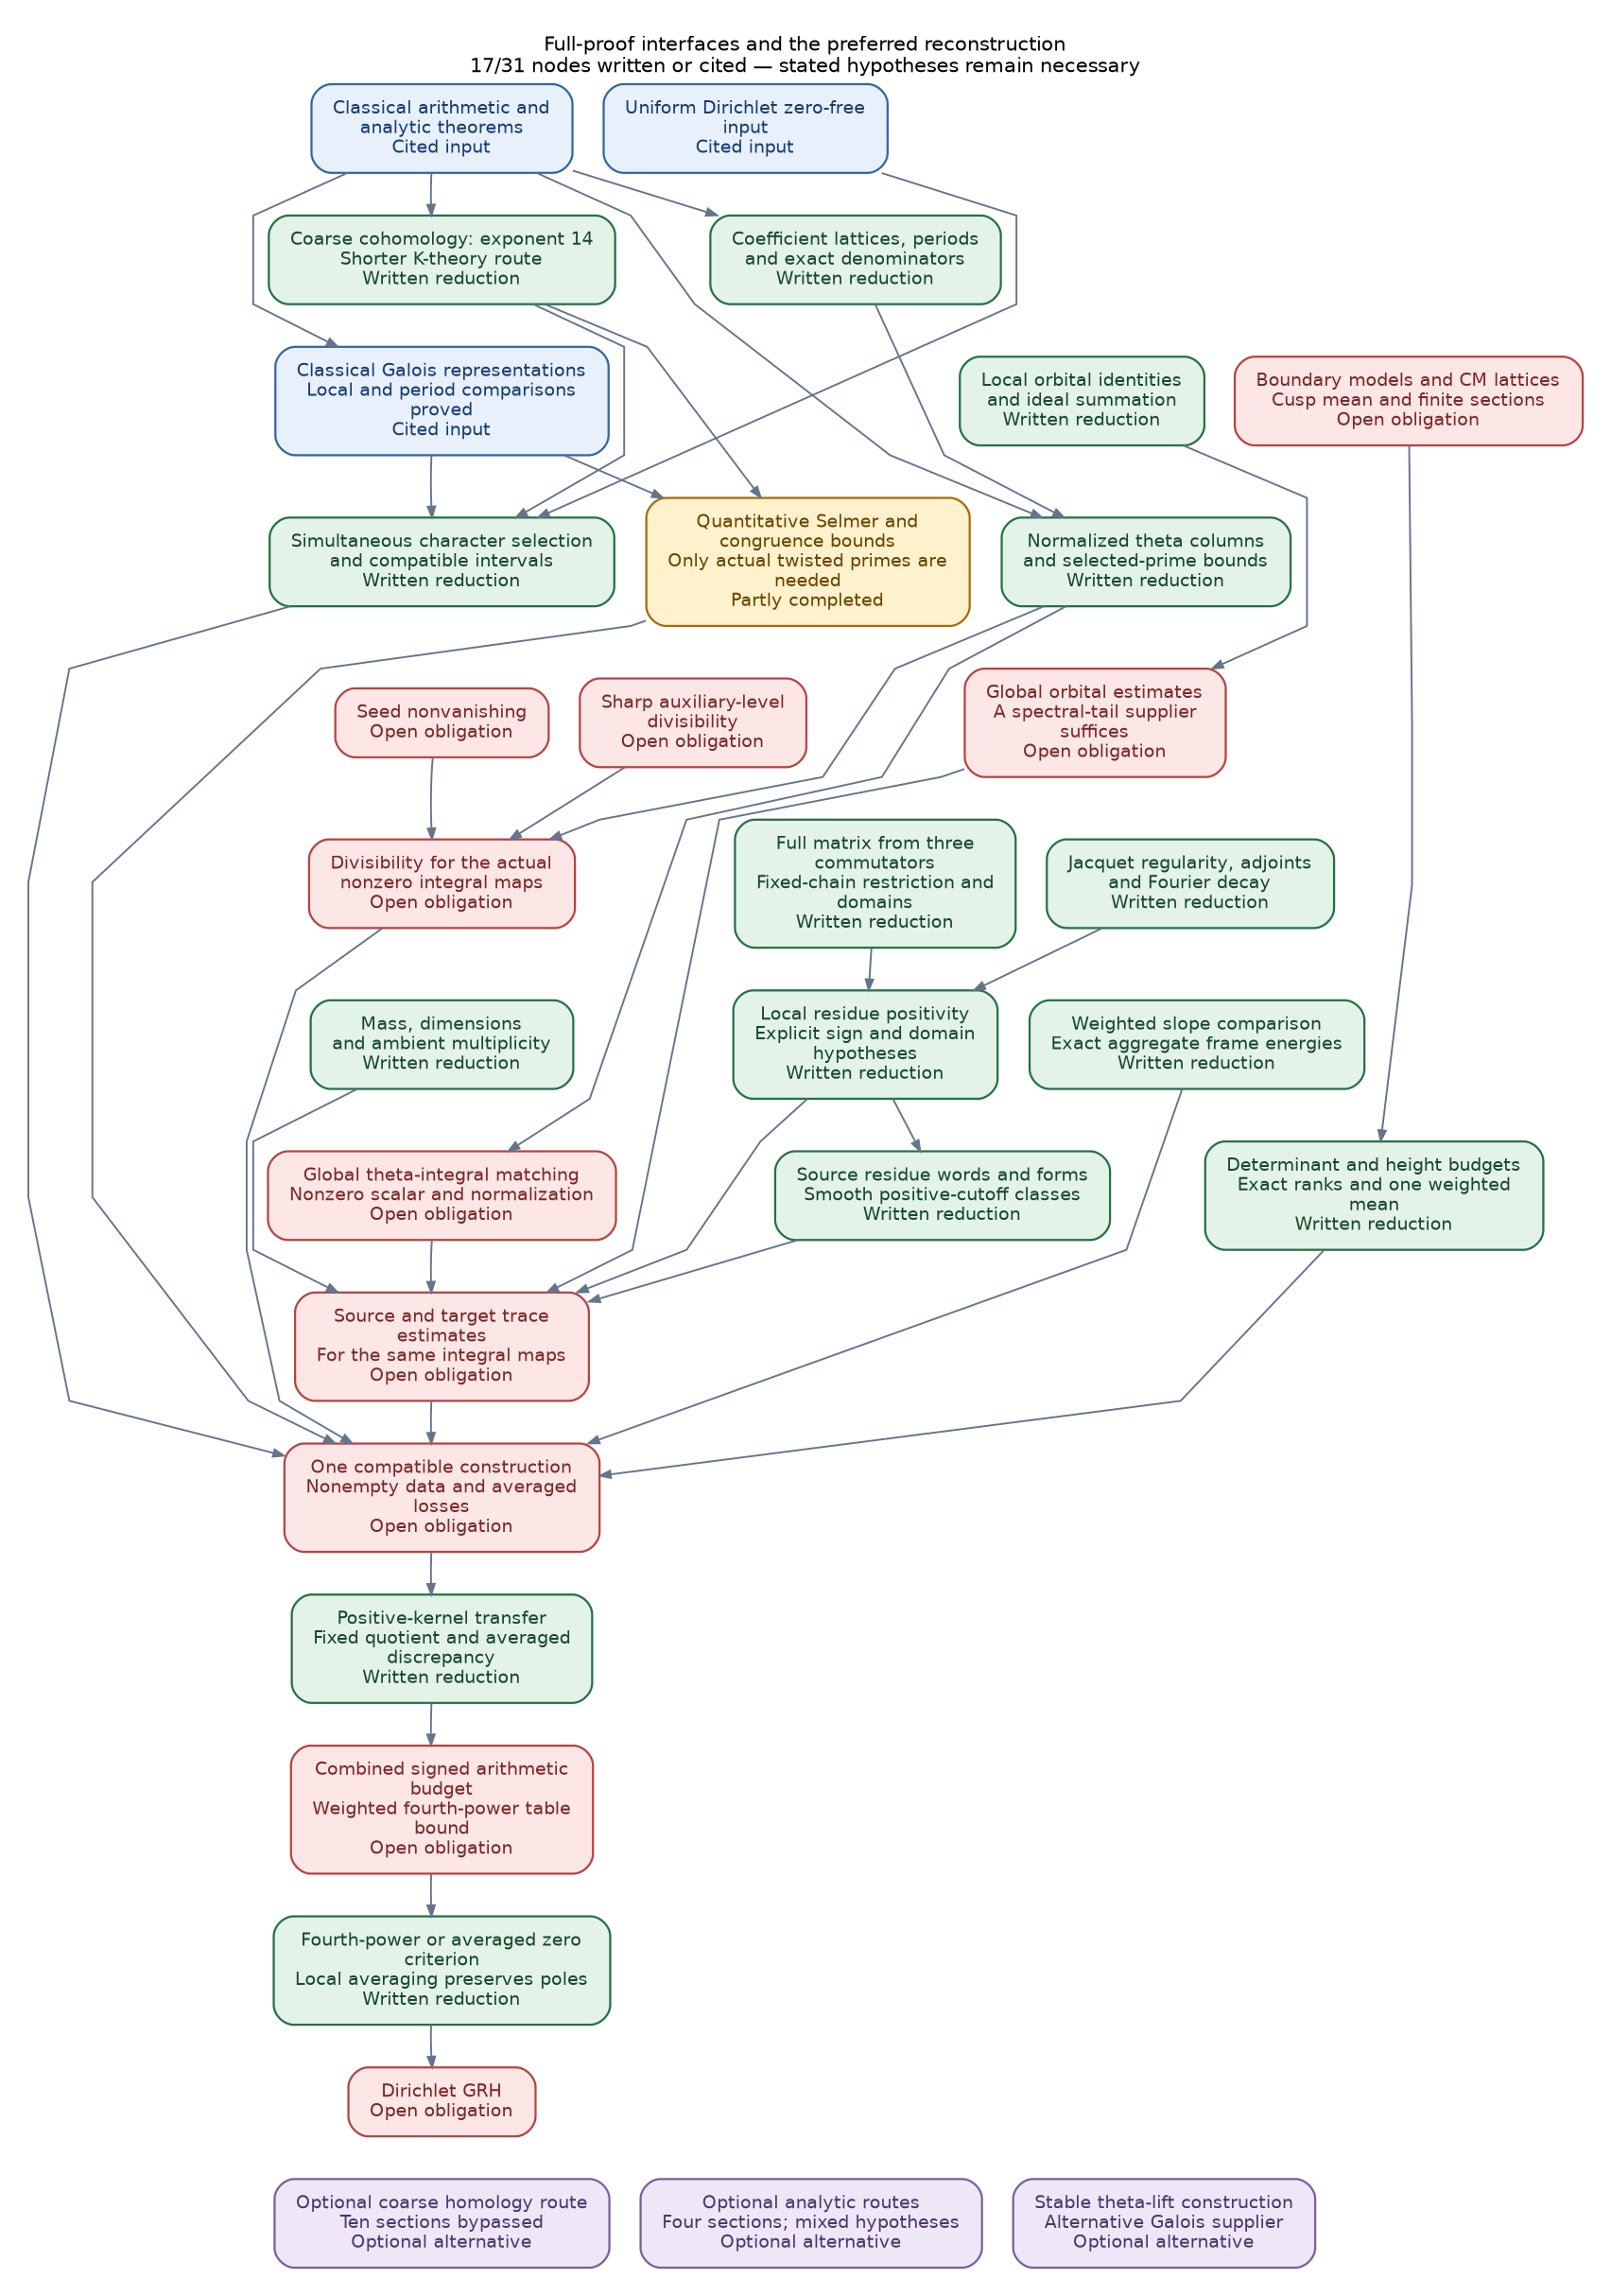 Full-proof interfaces and the preferred reconstruction
17/31 nodes written or cited — stated hypotheses remain necessary
Classical arithmetic and
analytic theorems
Cited input
Uniform Dirichlet zero-free
input
Cited input
Coarse cohomology: exponent 14
Shorter K-theory route
Written reduction
Coefficient lattices, periods
and exact denominators
Written reduction
Classical Galois representations
Local and period comparisons
proved
Cited input
Local orbital identities
and ideal summation
Written reduction
Boundary models and CM lattices
Cusp mean and finite sections
Open obligation
Simultaneous character selection
and compatible intervals
Written reduction
Quantitative Selmer and
congruence bounds
Only actual twisted primes are
needed
Partly completed
Normalized theta columns
and selected-prime bounds
Written reduction
Seed nonvanishing
Open obligation
Sharp auxiliary-level
divisibility
Open obligation
Global orbital estimates
A spectral-tail supplier
suffices
Open obligation
Divisibility for the actual
nonzero integral maps
Open obligation
Full matrix from three
commutators
Fixed-chain restriction and
domains
Written reduction
Jacquet regularity, adjoints
and Fourier decay
Written reduction
Mass, dimensions
and ambient multiplicity
Written reduction
Local residue positivity
Explicit sign and domain
hypotheses
Written reduction
Weighted slope comparison
Exact aggregate frame energies
Written reduction
Global theta-integral matching
Nonzero scalar and normalization
Open obligation
Source residue words and forms
Smooth positive-cutoff classes
Written reduction
Determinant and height budgets
Exact ranks and one weighted
mean
Written reduction
Source and target trace
estimates
For the same integral maps
Open obligation
One compatible construction
Nonempty data and averaged
losses
Open obligation
Positive-kernel transfer
Fixed quotient and averaged
discrepancy
Written reduction
Combined signed arithmetic
budget
Weighted fourth-power table
bound
Open obligation
Fourth-power or averaged zero
criterion
Local averaging preserves poles
Written reduction
Dirichlet GRH
Open obligation
Optional coarse homology route
Ten sections bypassed
Optional alternative
Optional analytic routes
Four sections; mixed hypotheses
Optional alternative
Stable theta-lift construction
Alternative Galois supplier
Optional alternative